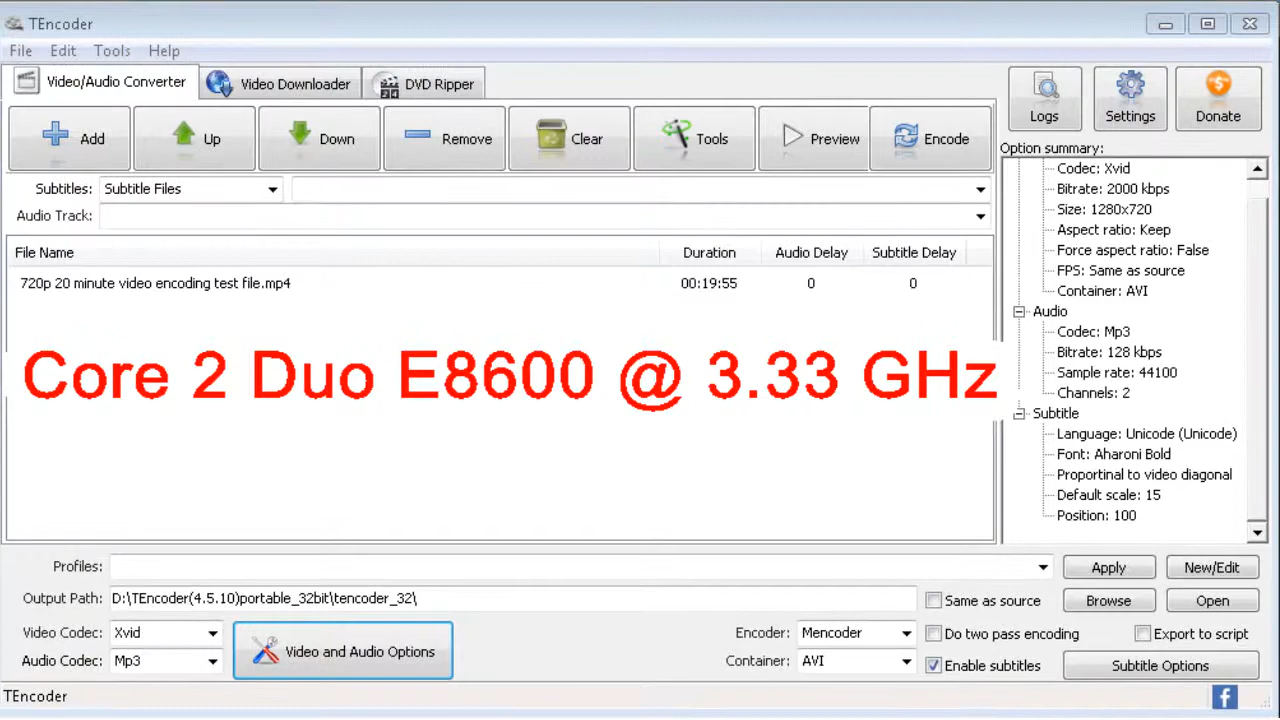 TEncoder
File Edit Tools Help
Video/Audio Converter Video Downloader DVD Ripper
Add Up Down Remove Clear Tools Preview Encode
Logs Settings Donate
Option summary:
Subtitles: Subtitle Files
Audio Track:
File Name Duration Audio Delay Subtitle Delay
720p 20 minute video encoding test file.mp4 00:19:55 0 0
Core 2 Duo E8600 @ 3.33 GHz
Codec: Xvid
Bitrate: 2000 kbps
Size: 1280x720
Aspect ratio: Keep
Force aspect ratio: False
FPS: Same as source
Container: AVI
Audio
Codec: Mp3
Bitrate: 128 kbps
Sample rate: 44100
Channels: 2
Subtitle
Language: Unicode (Unicode)
Font: Aharoni Bold
Proportinal to video diagonal
Default scale: 15
Position: 100
Profiles: Apply New/Edit
Output Path: D:\TEncoder(4.5.10)portable_32bit\tencoder_32\ Same as source Browse Open
Video Codec: Xvid Video and Audio Options Encoder: Mencoder Do two pass encoding Export to script
Audio Codec: Mp3 Container: AVI Enable subtitles Subtitle Options
TEncoder